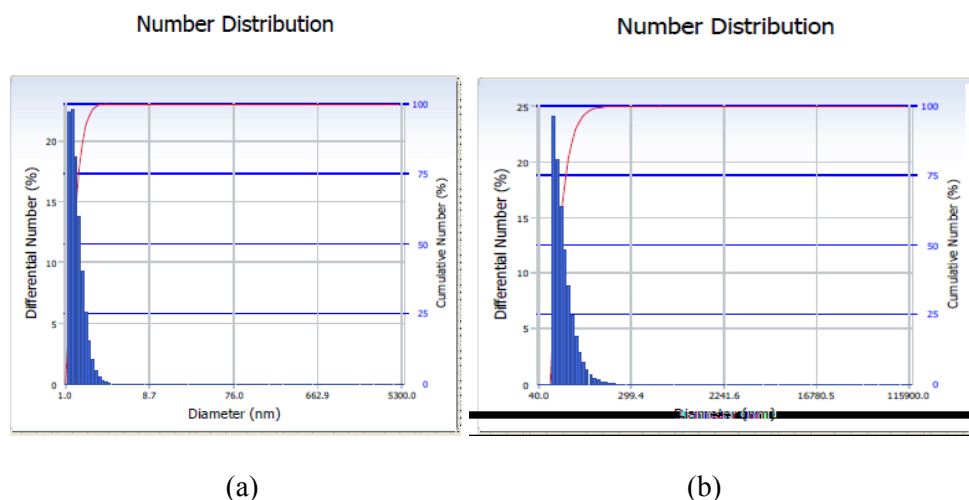 Number Distribution
Differential Number (%)
20
15
10
5
0
100
75
50
25
0
Cumulative Number (%)
1.0 8.7 76.0 662.9 5300.0
Diameter (nm)
(a)
Number Distribution
Differential Number (%)
25
20
15
10
5
0
100
75
50
25
0
Cumulative Number (%)
40.0 299.4 2241.6 16780.5 115900.0
Diameter (nm)
(b)